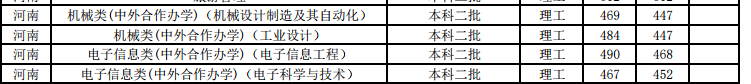 河南 机械类(中外合作办学)（机械设计制造及其自动化） 本科二批 理工 469 447
河南 机械类(中外合作办学)（工业设计） 本科二批 理工 484 447
河南 电子信息类(中外合作办学)（电子信息工程） 本科二批 理工 490 468
河南 电子信息类(中外合作办学)（电子科学与技术） 本科二批 理工 467 452